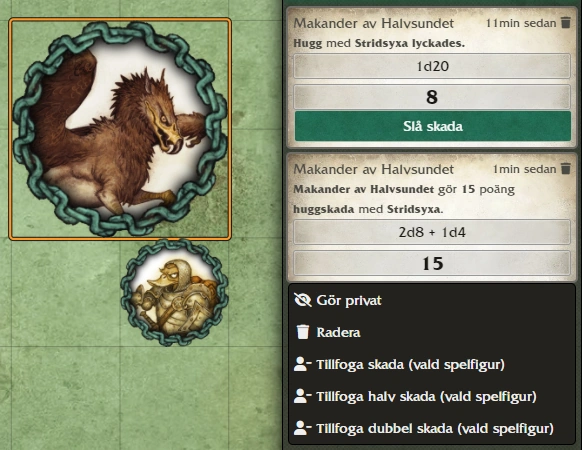 Makander av Halvsundet 11min sedan
Hugg med Stridsyxa lyckades.
1d20
8
Slå skada
Makander av Halvsundet 1min sedan
Makander av Halvsundet gör 15 poäng
huggskada med Stridsyxa.
2d8 + 1d4
15
Gör privat
Radera
Tillfoga skada (vald spelfigur)
Tillfoga halv skada (vald spelfigur)
Tillfoga dubbel skada (vald spelfigur)